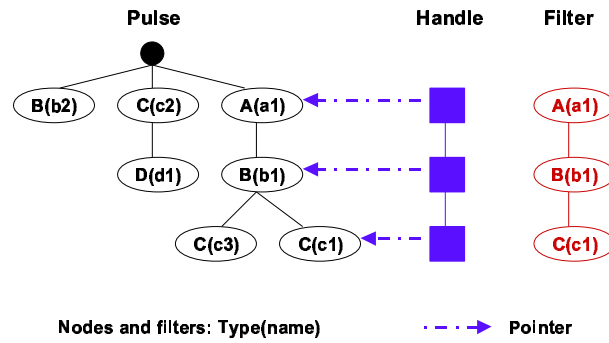 Pulse Handle Filter
B(b2) C(c2) A(a1) A(a1)
D(d1) B(b1) B(b1)
C(c3) C(c1) C(c1)
Nodes and filters: Type(name) Pointer